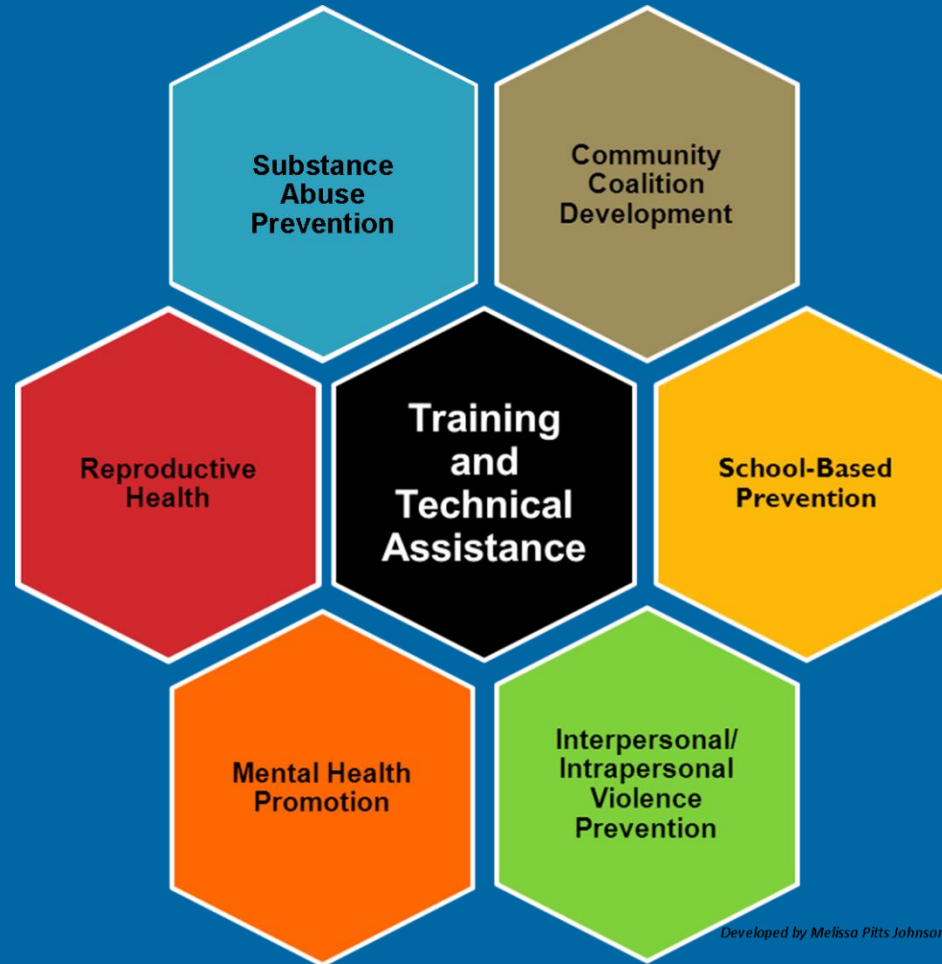 Substance
Abuse
Prevention
Community
Coalition
Development
Reproductive
Health
Training
and
Technical
Assistance
School-Based
Prevention
Mental Health
Promotion
Interpersonal/
Intrapersonal
Violence
Prevention
Developed by Melissa Pitts Johnson